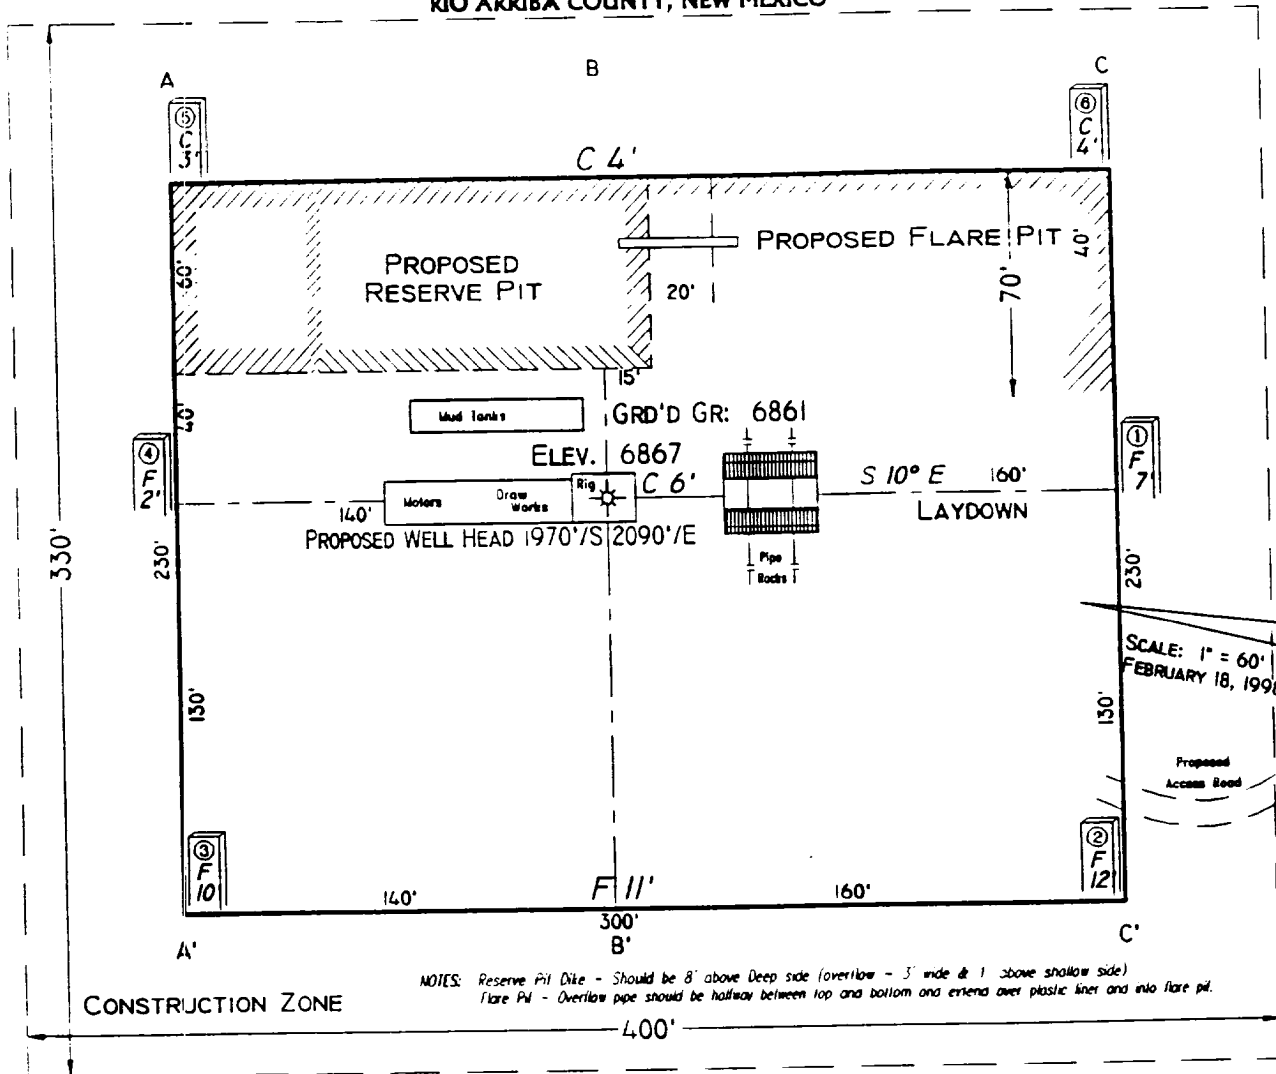 RIO ARRIBA COUNTY, NEW MEXICO
A
B
C
⑤
C
3'
⑥
C
4'
C 4'
PROPOSED
RESERVE PIT
PROPOSED FLARE PIT
60'
40'
70'
20'
15'
40'
Mud Tanks
GRD'D GR: 6861
ELEV. 6867
④
F
2'
①
F
7'
Rig
C 6'
S 10° E
160'
LAYDOWN
Motors
Draw
Works
140'
PROPOSED WELL HEAD 1970'/S 2090'/E
Pipe
Racks
330'
230'
230'
SCALE: 1" = 60'
FEBRUARY 18, 199
130'
130'
Proposed
Access Road
③
F
10
②
F
12'
140'
F 11'
160'
300'
A'
B'
C'
NOTES: Reserve Pit Dike - Should be 8' above Deep side (overflow - 3' wide & 1' above shallow side)
Flare Pit - Overflow pipe should be halfway between top and bottom and extend over plastic liner and into flare pit.
CONSTRUCTION ZONE
400'